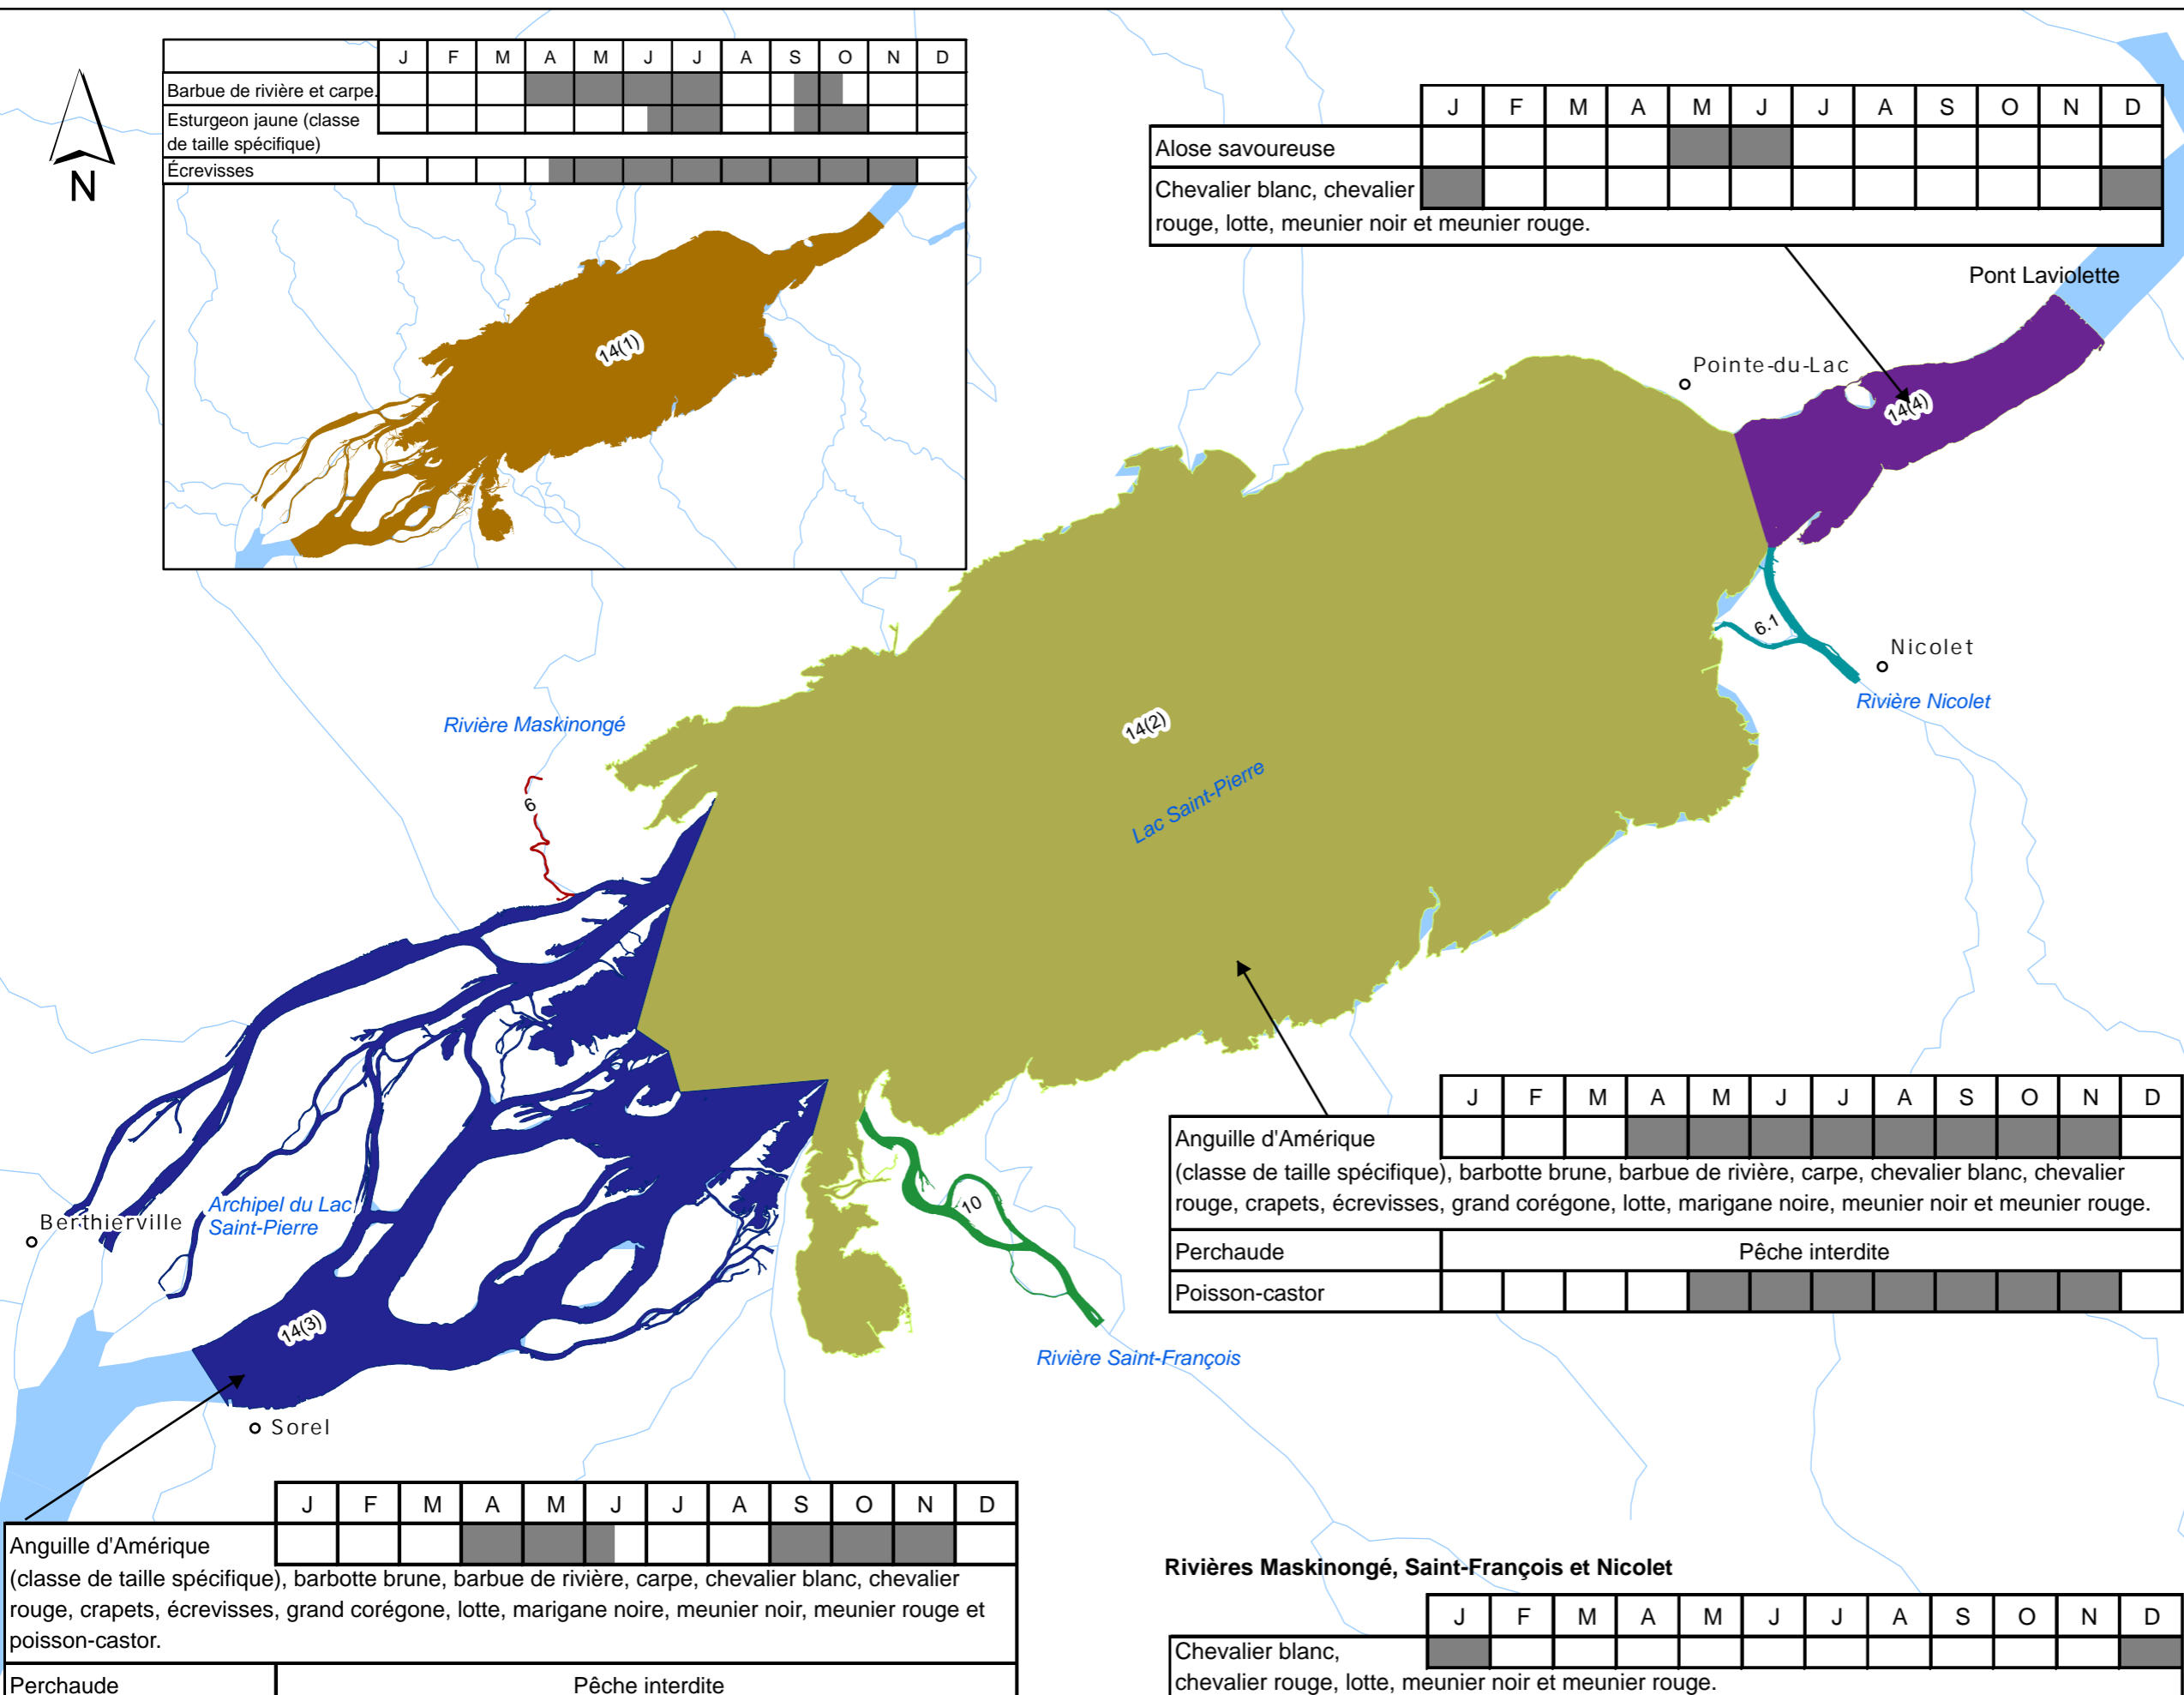 J F M A M J J A S O N D
Barbue de rivière et carpe.
Esturgeon jaune (classe
de taille spécifique)
Écrevisses
N
14(1)
J F M A M J J A S O N D
Alose savoureuse
Chevalier blanc, chevalier
rouge, lotte, meunier noir et meunier rouge.
Pont Laviolette
Pointe-du-Lac
14(4)
6.1
Nicolet
Rivière Nicolet
Rivière Maskinongé
14(2)
Lac Saint-Pierre
6
J F M A M J J A S O N D
Anguille d'Amérique
(classe de taille spécifique), barbotte brune, barbue de rivière, carpe, chevalier blanc, chevalier
rouge, crapets, écrevisses, grand corégone, lotte, marigane noire, meunier noir et meunier rouge.
Perchaude Pêche interdite
Poisson-castor
10
Archipel du Lac
Saint-Pierre
Berthierville
14(3)
Rivière Saint-François
Sorel
J F M A M J J A S O N D
Anguille d'Amérique
(classe de taille spécifique), barbotte brune, barbue de rivière, carpe, chevalier blanc, chevalier
rouge, crapets, écrevisses, grand corégone, lotte, marigane noire, meunier noir, meunier rouge et
poisson-castor.
Perchaude Pêche interdite
Rivières Maskinongé, Saint-François et Nicolet
J F M A M J J A S O N D
Chevalier blanc,
chevalier rouge, lotte, meunier noir et meunier rouge.